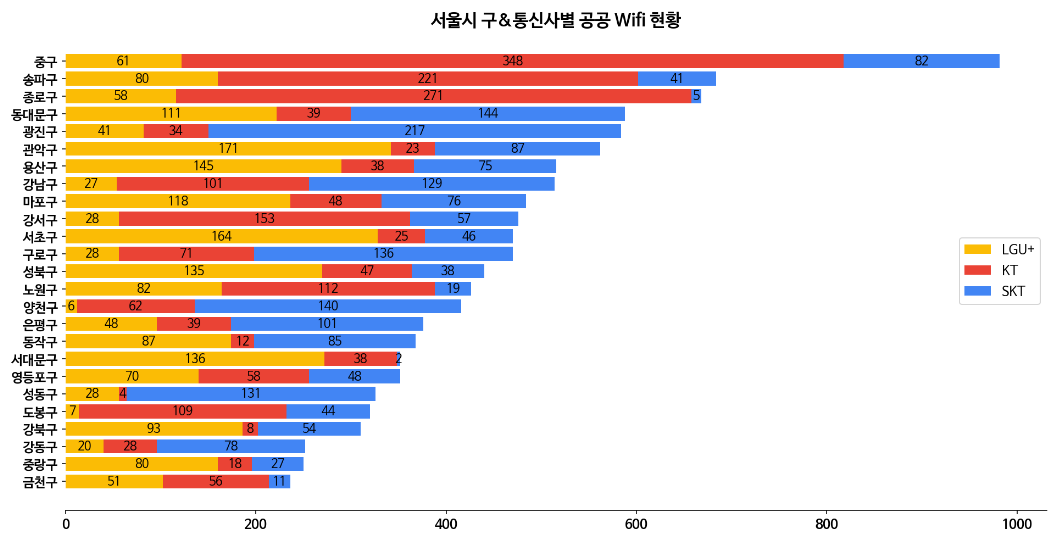 서울시 구&통신사별 공공 Wifi 현황
중구 61 348 82
송파구 80 221 41
종로구 58 271 5
동대문구 111 39 144
광진구 41 34 217
관악구 171 23 87
용산구 145 38 75
강남구 27 101 129
마포구 118 48 76
강서구 28 153 57
서초구 164 25 46
구로구 28 71 136
성북구 135 47 38
노원구 82 112 19
양천구 6 62 140
은평구 48 39 101
동작구 87 12 85
서대문구 136 38 2
영등포구 70 58 48
성동구 28 4 131
도봉구 7 109 44
강북구 93 8 54
강동구 20 28 78
중랑구 80 18 27
금천구 51 56 11
0 200 400 600 800 1000
LGU+
KT
SKT